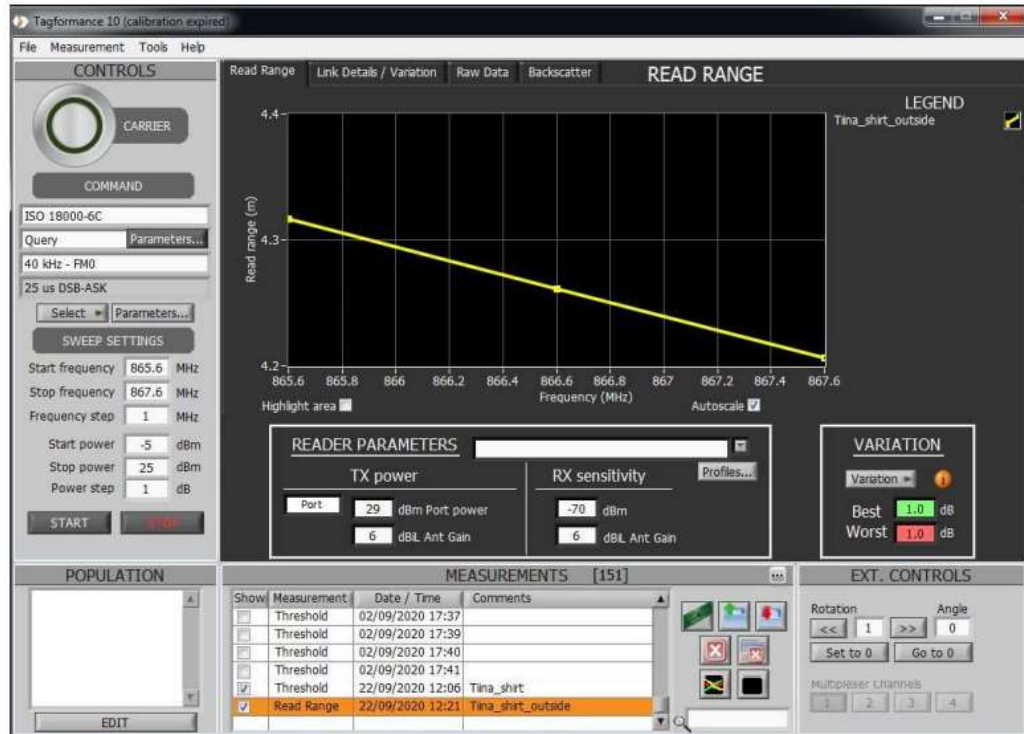 Tagformance 10 (calibration expired)
File Measurement Tools Help
CONTROLS
CARRIER
COMMAND
ISO 18000-6C
Query Parameters...
40 kHz - FM0
25 us DSB-ASK
Select Parameters...
SWEEP SETTINGS
Start frequency 865.6 MHz
Stop frequency 867.6 MHz
Frequency step 1 MHz
Start power -5 dBm
Stop power 25 dBm
Power step 1 dB
START STOP
Read Range Link Details / Variation Raw Data Backscatter READ RANGE
LEGEND
Tina_shirt_outside
4.4
4.3
4.2
Read range (m)
865.6 865.8 866 866.2 866.4 866.6 866.8 867 867.2 867.4 867.6
Frequency (MHz)
Highlight area Autoscale
READER PARAMETERS
Profiles...
TX power
Port 29 dBm Port power
6 dBiL Ant Gain
RX sensitivity
-70 dBm
6 dBiL Ant Gain
VARIATION
Variation
Best 1.0 dB
Worst 1.0 dB
POPULATION
EDIT
MEASUREMENTS [151]
Show Measurement Date / Time Comments
Threshold 02/09/2020 17:37
Threshold 02/09/2020 17:39
Threshold 02/09/2020 17:40
Threshold 02/09/2020 17:41
Threshold 22/09/2020 12:06 Tina_shirt
Read Range 22/09/2020 12:21 Tina_shirt_outside
EXT. CONTROLS
Rotation Angle
<< 1 >> 0
Set to 0 Go to 0
Multiplexer Channels
1 2 3 4